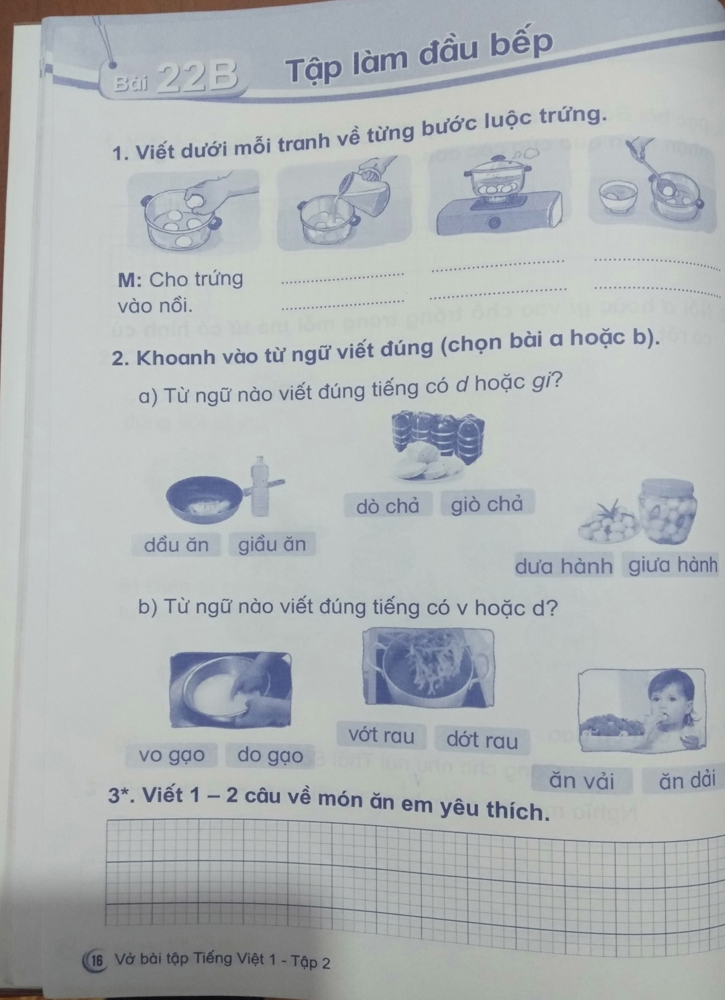 Bài 22B
Tập làm đầu bếp
1. Viết dưới mỗi tranh về từng bước luộc trứng.
M: Cho trứng
vào nồi.
2. Khoanh vào từ ngữ viết đúng (chọn bài a hoặc b).
a) Từ ngữ nào viết đúng tiếng có d hoặc gi?
dò chả giò chả
dầu ăn giầu ăn
dưa hành giưa hành
b) Từ ngữ nào viết đúng tiếng có v hoặc d?
vớt rau dớt rau
vo gạo do gạo
ăn vải ăn dải
3*. Viết 1 – 2 câu về món ăn em yêu thích.
16 Vở bài tập Tiếng Việt 1 - Tập 2